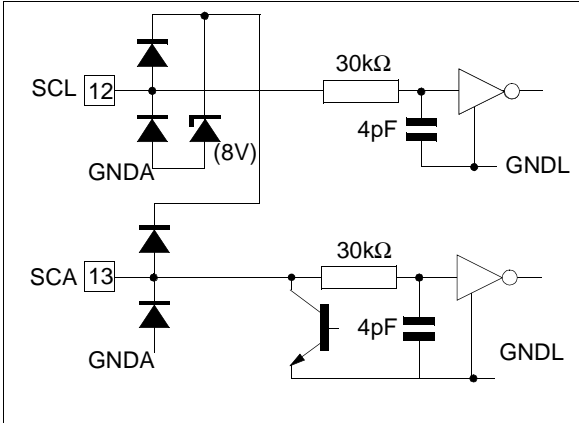 30kΩ
SCL 12
4pF
(8V)
GNDA
GNDL
30kΩ
SCA 13
4pF
GNDL
GNDA